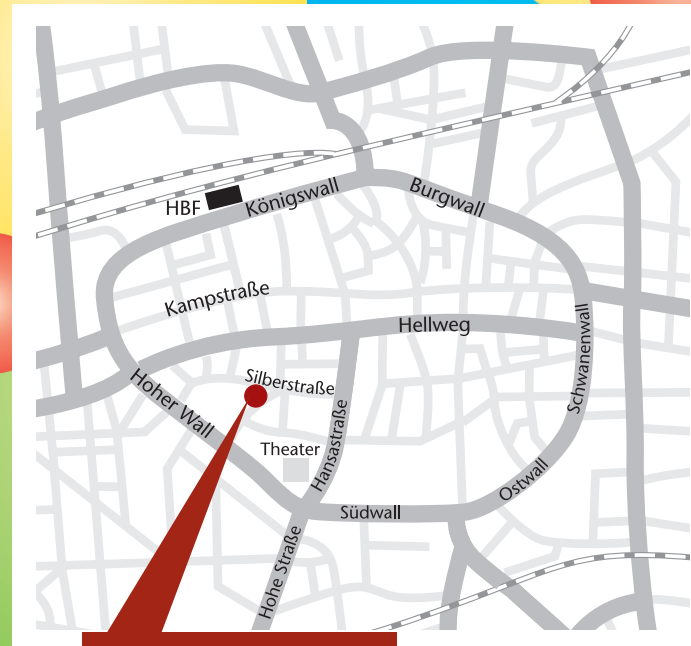 HBF
Königswall
Burgwall
Kampstraße
Hellweg
Schwanenwall
Silberstraße
Hoher Wall
Hansastraße
Theater
Ostwall
Südwall
Hohe Straße